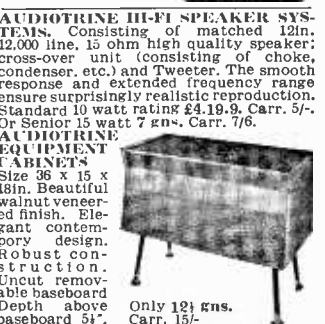 AUDIOTRINE HI-FI SPEAKER SYS-
TEMS. Consisting of matched 12in.
12,000 line, 15 ohm high quality speaker;
cross-over unit (consisting of choke,
condenser, etc.) and Tweeter. The smooth
response and extended frequency range
ensure surprisingly realistic reproduction.
Standard 10 watt rating £4.19.9. Carr. 5/-.
Or Senior 15 watt 7 gns. Carr. 7/6.
AUDIOTRINE
EQUIPMENT
CABINETS
Size 36 x 15 x
18in. Beautiful
walnut veneer-
ed finish. Ele-
gant contem-
pory design.
Robust con-
struction.
Uncut remov-
able baseboard
Depth above
baseboard 5½".
Only 12½ gns.
Carr. 15/-